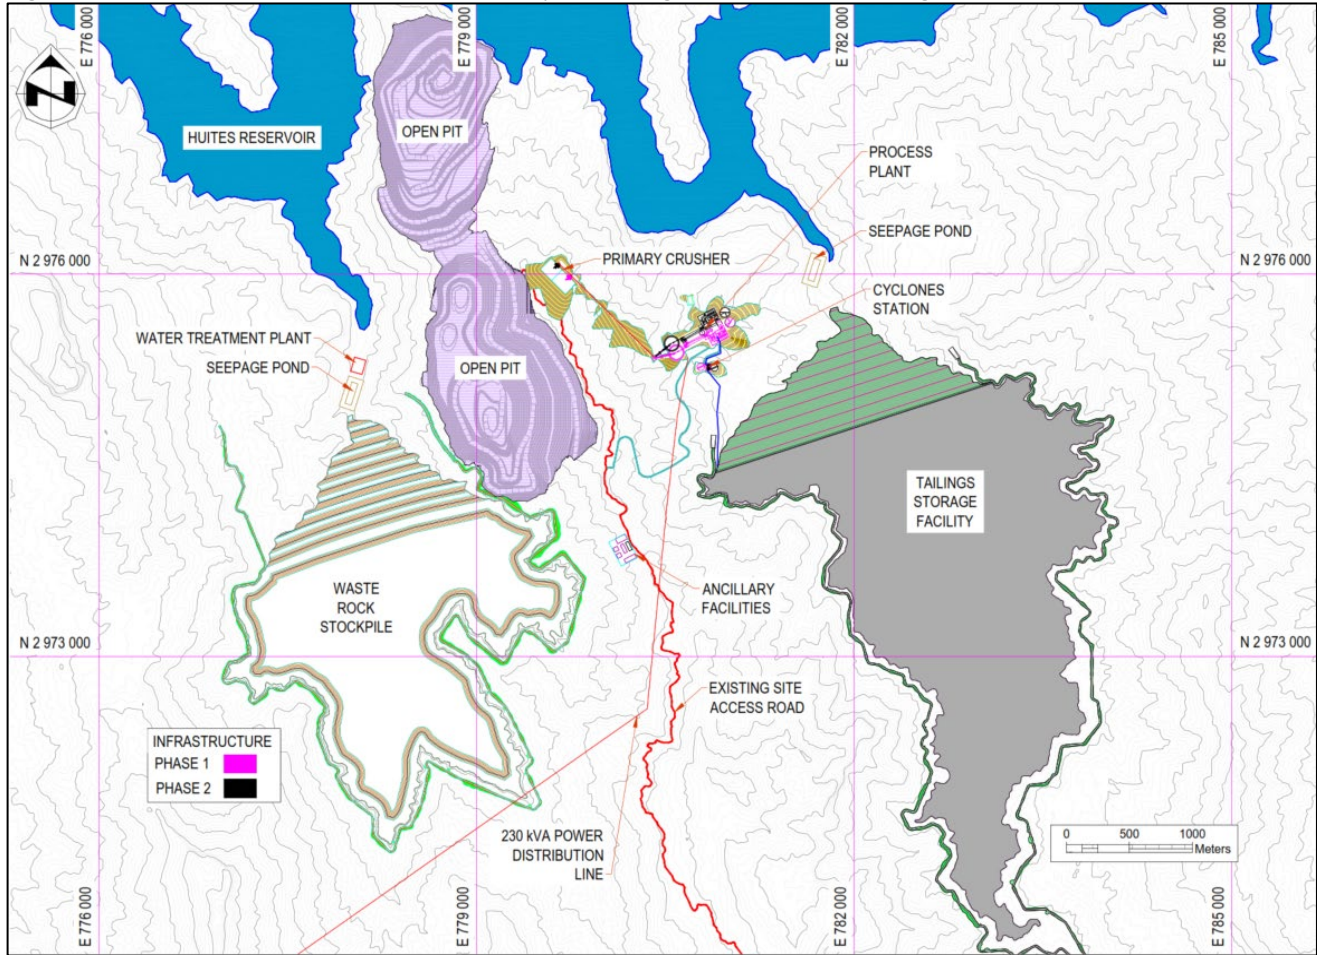 E 776 000
E 779 000
E 782 000
E 785 000
N
HUITES RESERVOIR
OPEN PIT
PROCESS
PLANT
SEEPAGE POND
N 2 976 000
PRIMARY CRUSHER
N 2 976 000
CYCLONES
STATION
WATER TREATMENT PLANT
SEEPAGE POND
OPEN PIT
TAILINGS
STORAGE
FACILITY
WASTE
ROCK
STOCKPILE
ANCILLARY
FACILITIES
N 2 973 000
N 2 973 000
EXISTING SITE
ACCESS ROAD
INFRASTRUCTURE
PHASE 1
PHASE 2
230 kVA POWER
DISTRIBUTION
LINE
0 500 1000
Meters
E 776 000
E 779 000
E 782 000
E 785 000